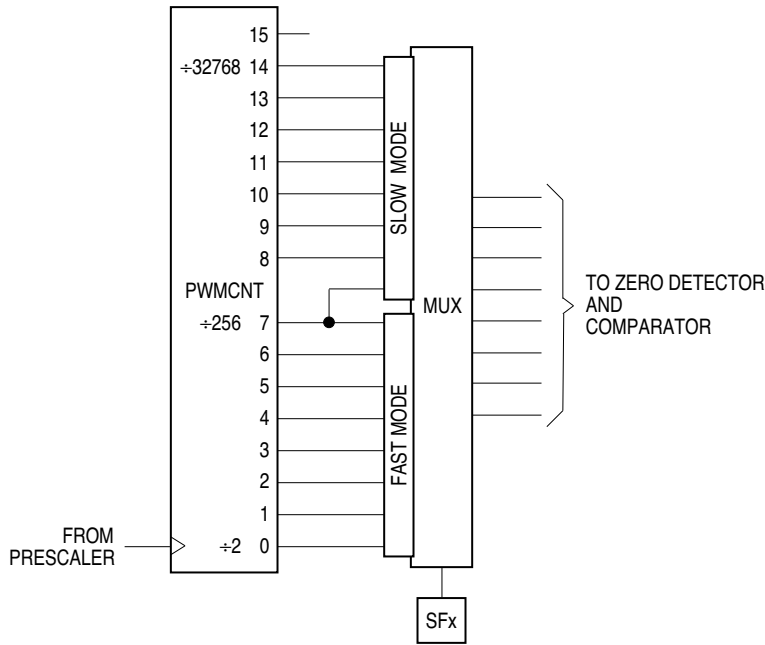 15
÷32768 14
13
12
11
10
9
8
PWMCNT
÷256 7
6
5
4
3
2
1
÷2 0
FROM
PRESCALER
SLOW MODE
FAST MODE
MUX
SFx
TO ZERO DETECTOR
AND
COMPARATOR